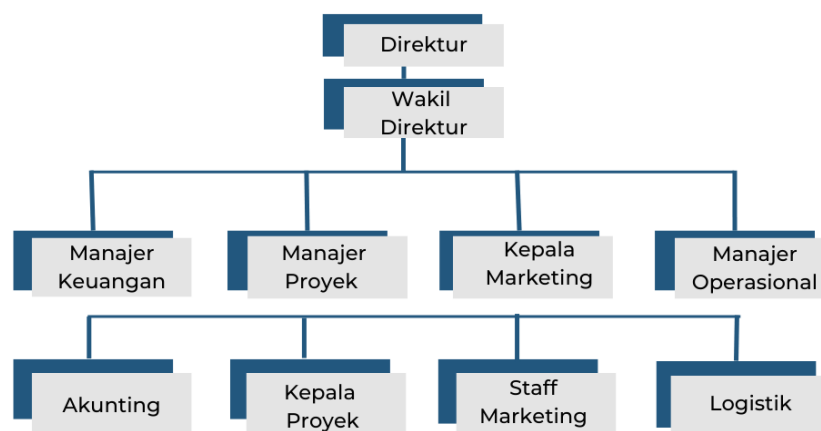 Direktur
Wakil
Direktur
Manajer
Keuangan
Manajer
Proyek
Kepala
Marketing
Manajer
Operasional
Akunting
Kepala
Proyek
Staff
Marketing
Logistik